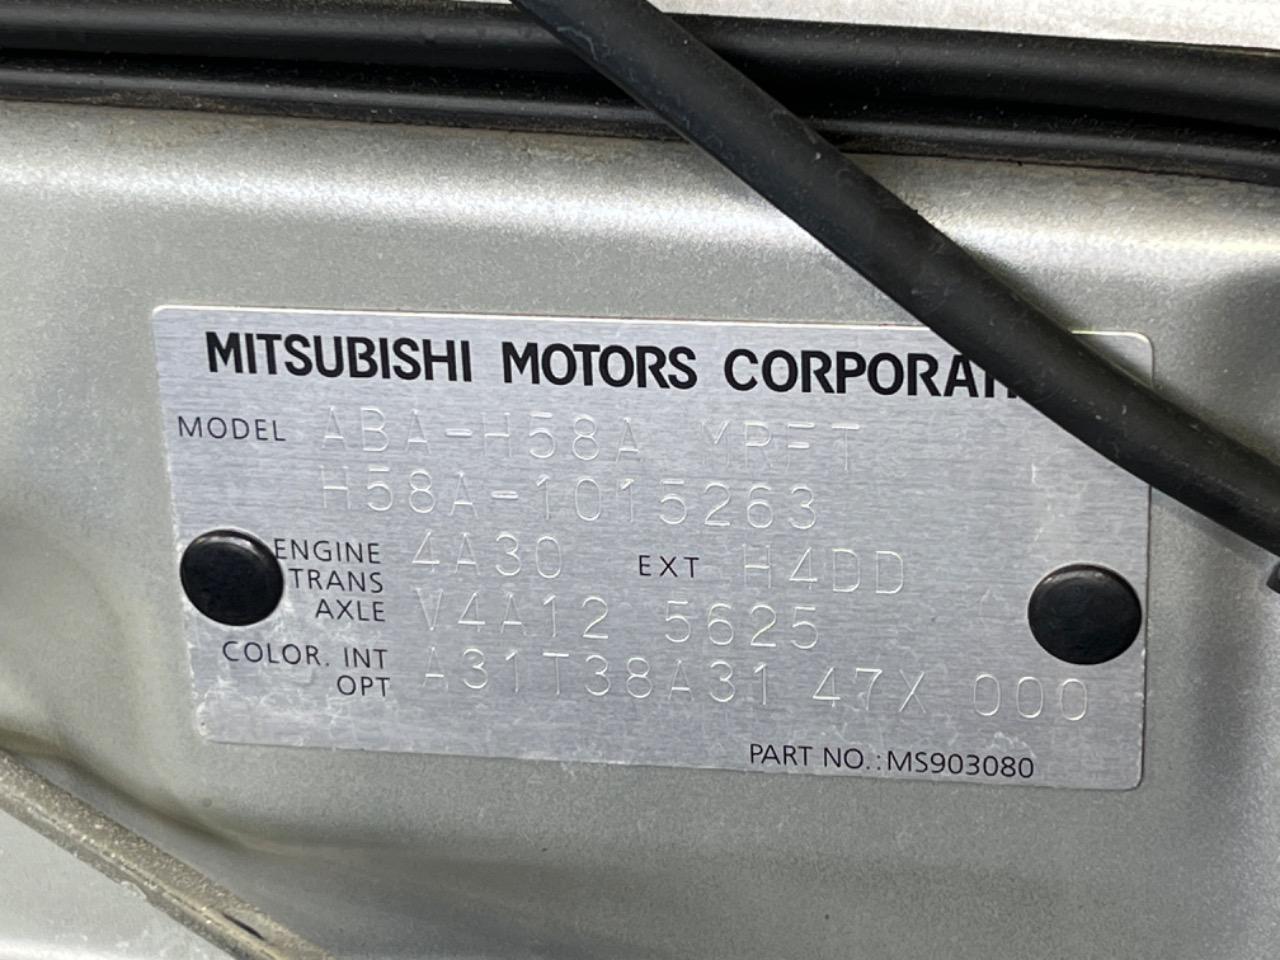 MITSUBISHI MOTORS CORPORATI
MODEL ABA-H58A MRFT
H58A-1015263
ENGINE 4A30 EXT H4DD
TRANS
AXLE V4A12 5625
COLOR. INT
OPT A31T38A31 47X 000
PART NO.:MS903080